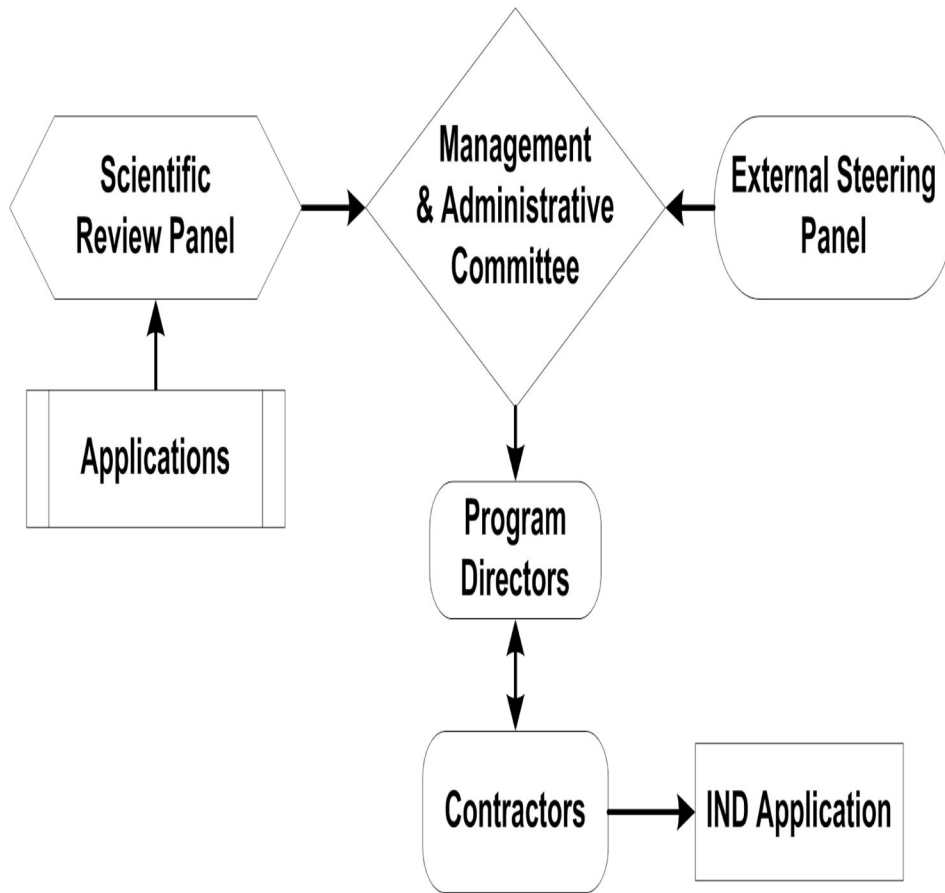 Scientific
Review Panel
Management
& Administrative
Committee
External Steering
Panel
Applications
Program
Directors
Contractors
IND Application